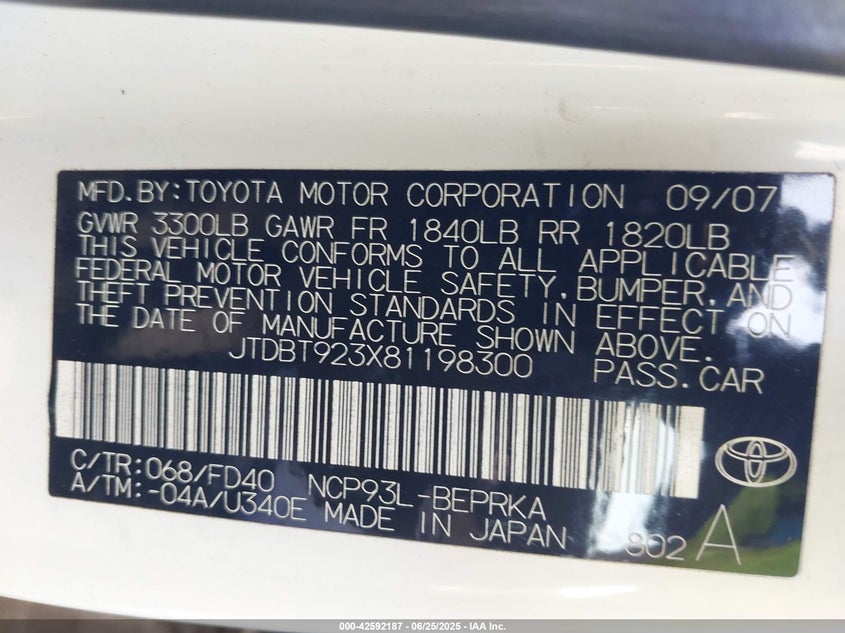 MFD.BY:TOYOTA MOTOR CORPORATION 09/07
GVWR 3300LB GAWR FR 1840LB RR 1820LB
THIS VEHICLE CONFORMS TO ALL APPLICABLE
FEDERAL MOTOR VEHICLE SAFETY,BUMPER,AND
THEFT PREVENTION STANDARDS IN EFFECT ON
THE DATE OF MANUFACTURE SHOWN ABOVE.
JTDBT923X81198300 PASS.CAR
C/TR:068/FD40 NCP93L-BEPRKA
A/TM:-04A/U340E MADE IN JAPAN 802 A
000-42592187 - 06/25/2025 - IAA Inc.